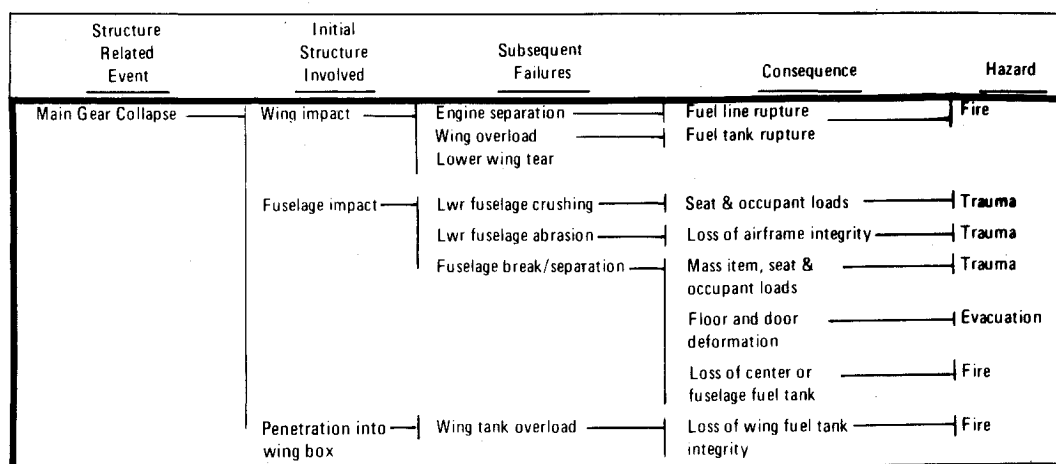 Structure
Related
Event
Initial
Structure
Involved
Subsequent
Failures
Consequence
Hazard
Main Gear Collapse
Wing impact
Engine separation
Fuel line rupture
Fire
Wing overload
Fuel tank rupture
Lower wing tear
Fuselage impact
Lwr fuselage crushing
Seat & occupant loads
Trauma
Lwr fuselage abrasion
Loss of airframe integrity
Trauma
Fuselage break/separation
Mass item, seat &
occupant loads
Trauma
Floor and door
deformation
Evacuation
Loss of center or
fuselage fuel tank
Fire
Penetration into
wing box
Wing tank overload
Loss of wing fuel tank
integrity
Fire